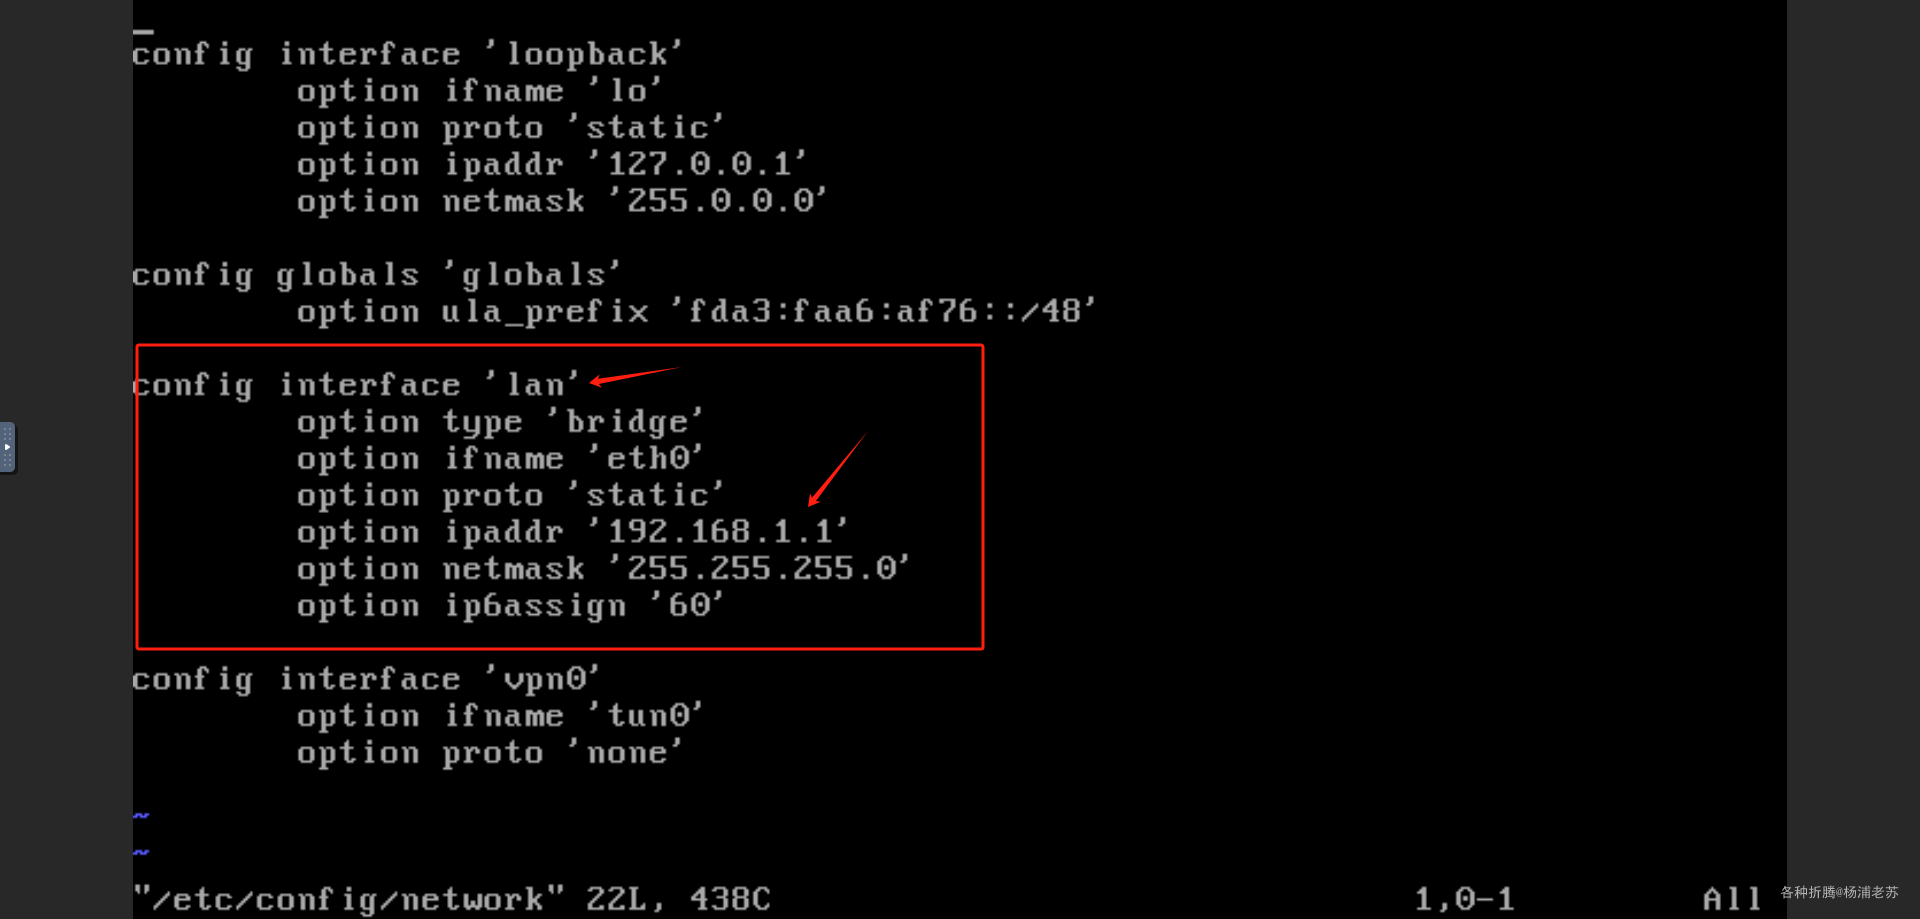 config interface 'loopback'
        option ifname 'lo'
        option proto 'static'
        option ipaddr '127.0.0.1'
        option netmask '255.0.0.0'

config globals 'globals'
        option ula_prefix 'fda3:faa6:af76::/48'

config interface 'lan'
        option type 'bridge'
        option ifname 'eth0'
        option proto 'static'
        option ipaddr '192.168.1.1'
        option netmask '255.255.255.0'
        option ip6assign '60'

config interface 'vpn0'
        option ifname 'tun0'
        option proto 'none'

~
~
"/etc/config/network" 22L, 438C 1,0-1 All
各种折腾@杨浦老苏